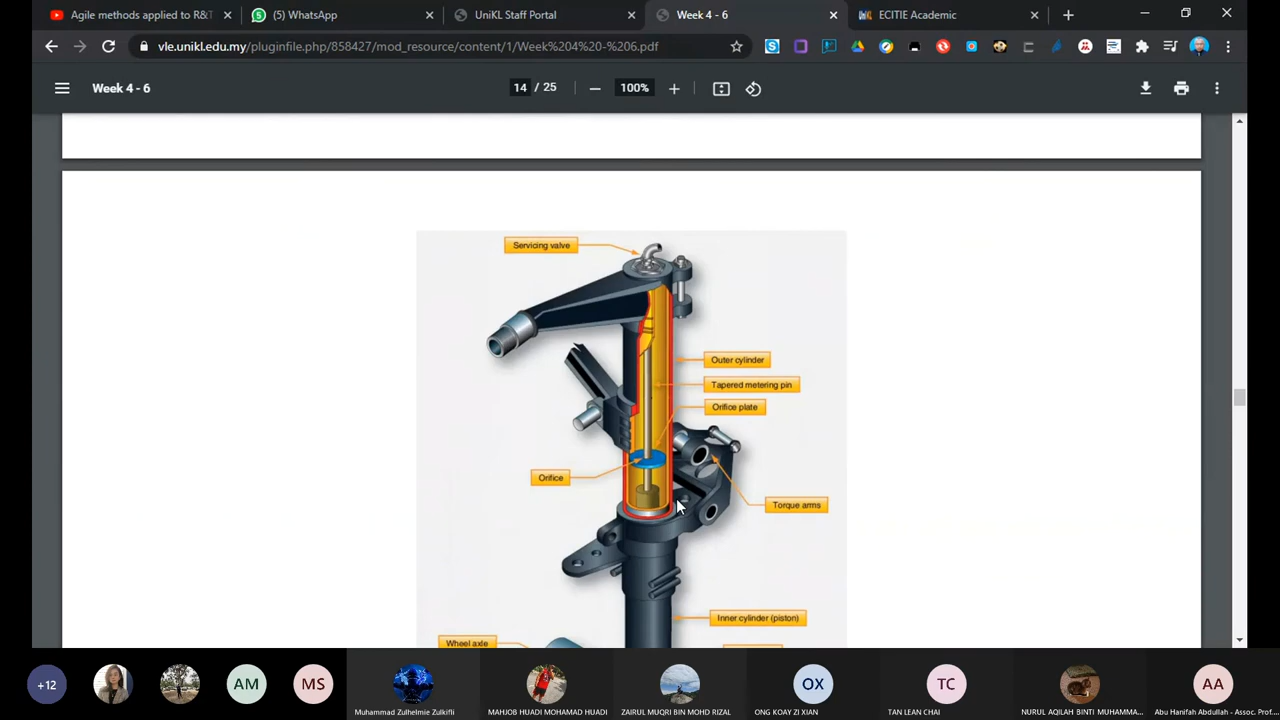 Agile methods applied to R&T
(5) WhatsApp
UniKL Staff Portal
Week 4 - 6
ECITIE Academic
vle.unikl.edu.my/pluginfile.php/858427/mod_resource/content/1/Week%204%20-%206.pdf
Week 4 - 6
14 / 25
100%
Servicing valve
Outer cylinder
Tapered metering pin
Orifice plate
Orifice
Torque arms
Inner cylinder (piston)
Wheel axle
+12
AM
MS
OX
TC
AA
Muhammad Zulhelmie Zulkifli
MAHJOB HUADI MOHAMAD HUADI
ZAIRUL MUQRI BIN MOHD RIZAL
ONG KOAY ZI XIAN
TAN LEAN CHAI
NURUL AQILAH BINTI MUHAMMA...
Abu Hanifah Abdullah - Assoc. Prof...